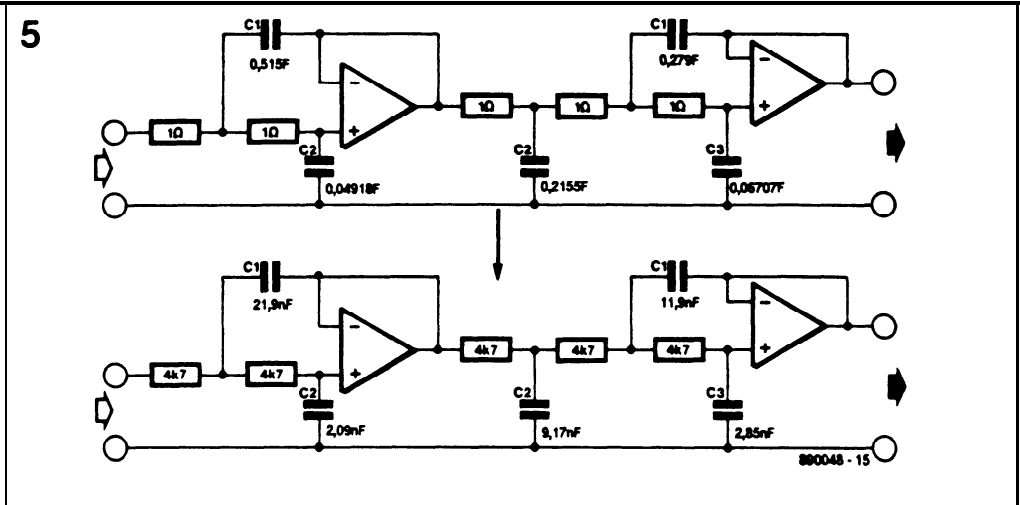 5
C1
0,515F
1Ω
1Ω
−
+
C2
0,04918F
1Ω
C2
0,2155F
1Ω
C1
0,279F
1Ω
−
+
C3
0,06707F
C1
21,9nF
4k7
4k7
−
+
C2
2,09nF
4k7
C2
9,17nF
4k7
C1
11,9nF
4k7
−
+
C3
2,85nF
890048 - 15